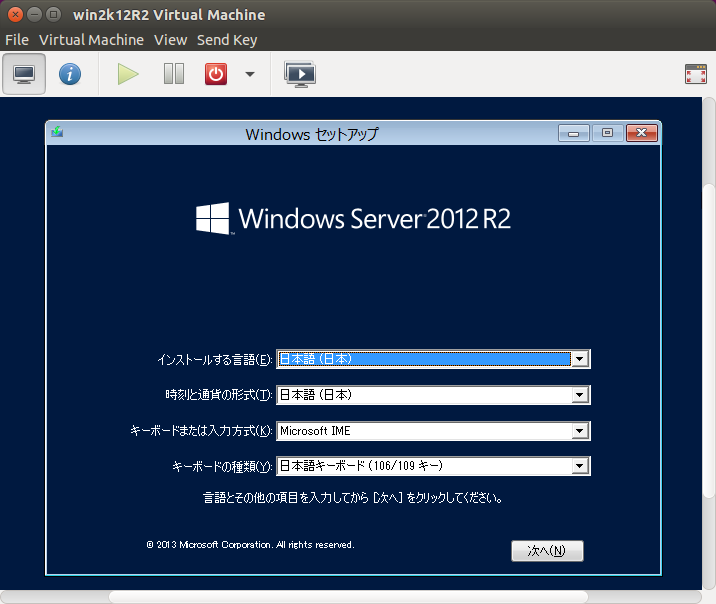 win2k12R2 Virtual Machine
File Virtual Machine View Send Key
Windows セットアップ
Windows Server 2012 R2
インストールする言語(E): 日本語 (日本)
時刻と通貨の形式(T): 日本語 (日本)
キーボードまたは入力方式(K): Microsoft IME
キーボードの種類(Y): 日本語キーボード (106/109 キー)
言語とその他の項目を入力してから [次へ] をクリックしてください。
© 2013 Microsoft Corporation. All rights reserved.
次へ(N)